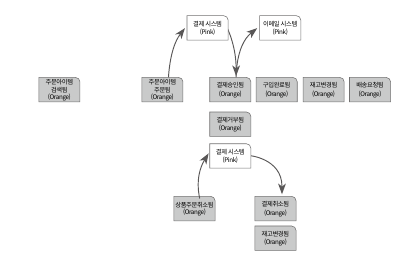 결제 시스템
(Pink)
이메일 시스템
(Pink)
주문아이템
검색됨
(Orange)
주문아이템
주문됨
(Orange)
결제승인됨
(Orange)
구입완료됨
(Orange)
재고변경됨
(Orange)
배송요청됨
(Orange)
결제거부됨
(Orange)
결제 시스템
(Pink)
상품주문취소됨
(Orange)
결제취소됨
(Orange)
재고변경됨
(Orange)